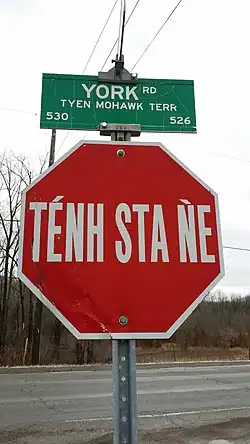 YORK RD
TYEN MOHAWK TERR
530 526
TÉNH STA ǸE